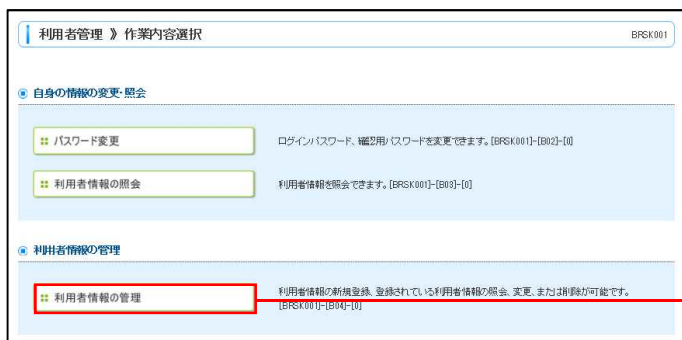 利用者管理 》作業内容選択
BRSK001
自身の情報の変更・照会
パスワード変更
ログインパスワード、確認用パスワードを変更できます。[BRSK001]-[B02]-[0]
利用者情報の照会
利用者情報を照会できます。[BRSK001]-[B03]-[0]
利用者情報の管理
利用者情報の管理
利用者情報の新規登録、登録されている利用者情報の照会、変更、または削除が可能です。
[BRSK001]-[B04]-[0]